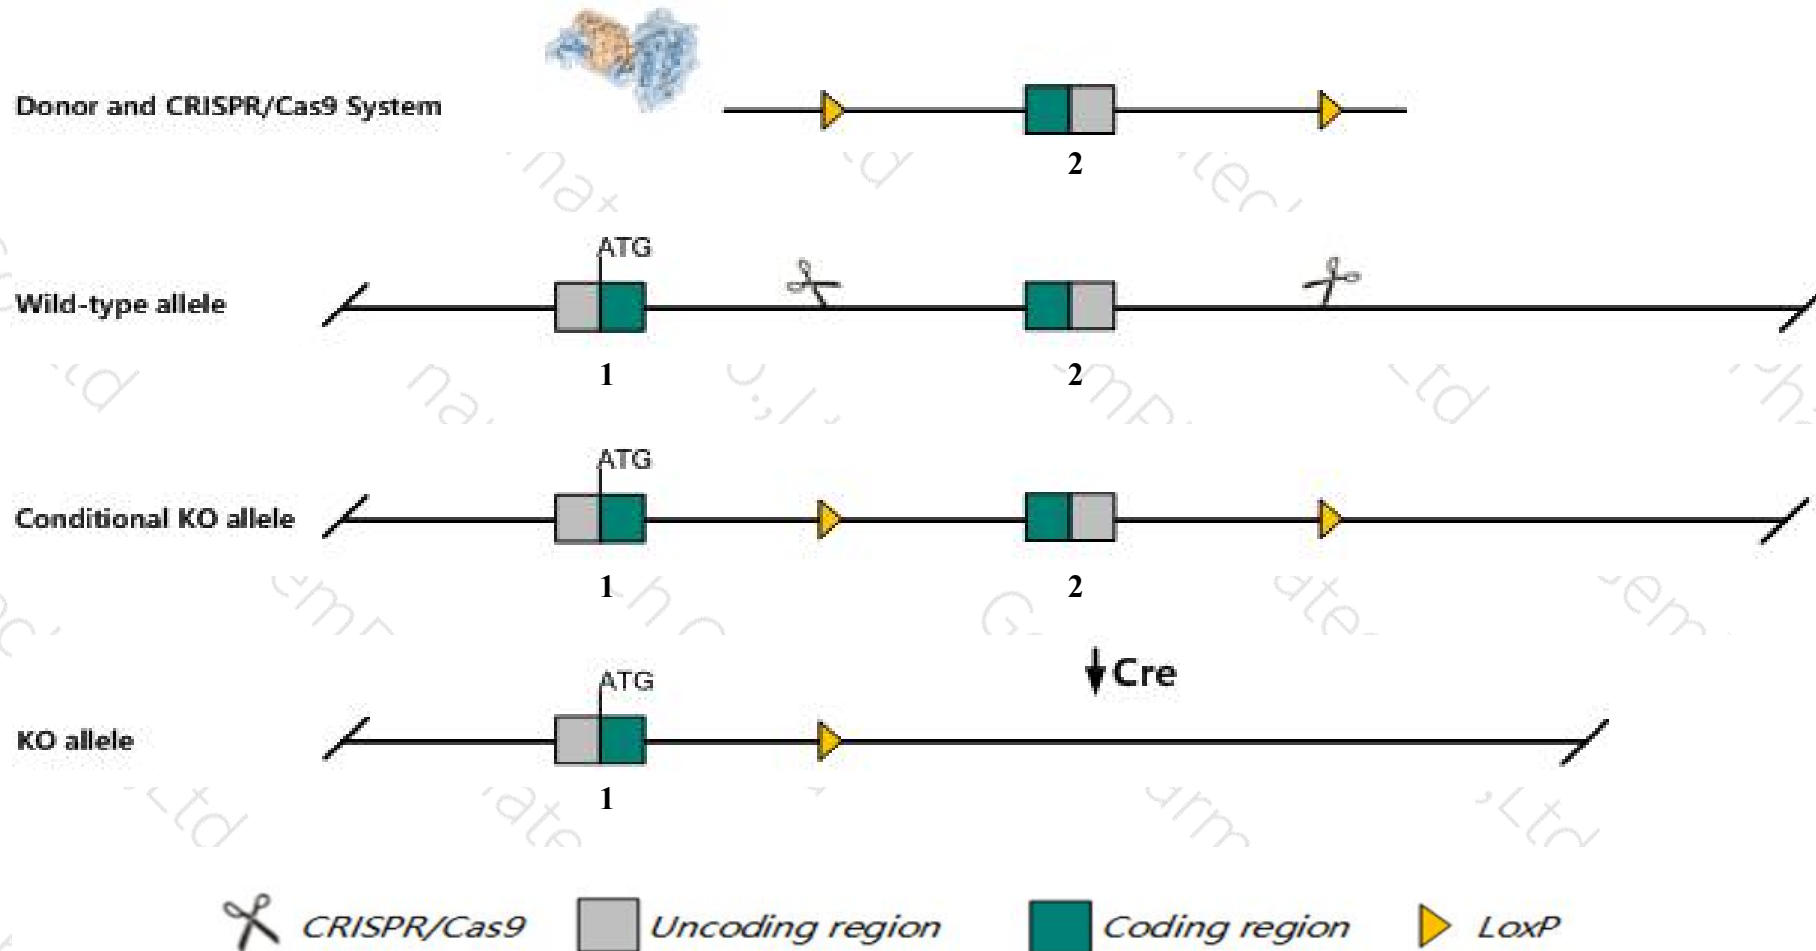 Donor and CRISPR/Cas9 System
2
ATG
Wild-type allele
1 2
ATG
Conditional KO allele
1 2
Cre
ATG
KO allele
1
CRISPR/Cas9 Uncoding region Coding region LoxP